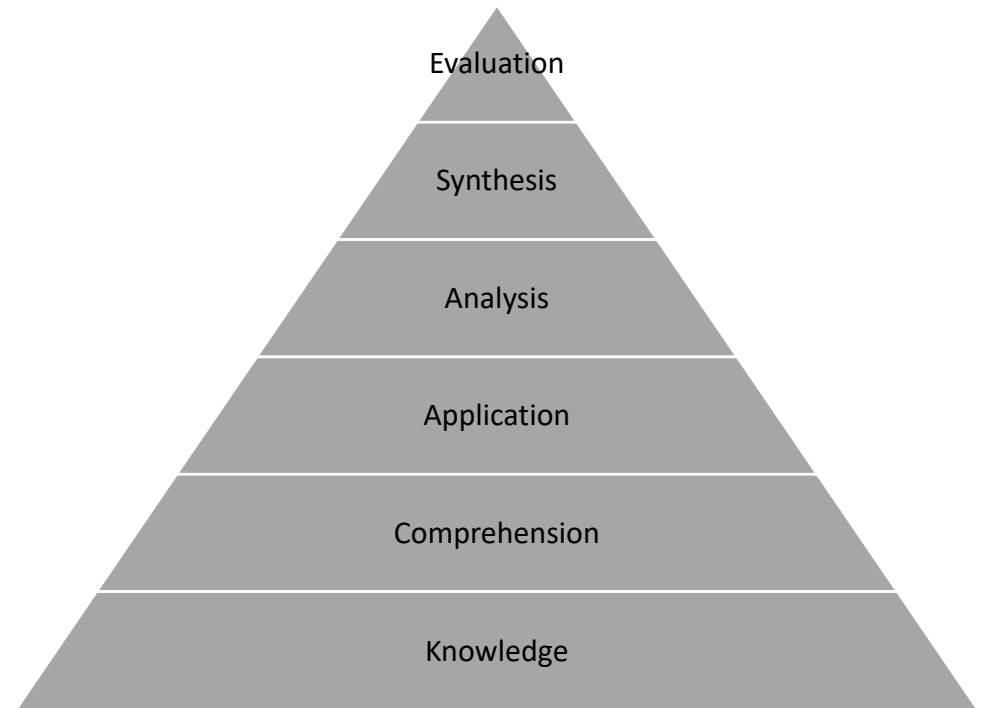 Evaluation
Synthesis
Analysis
Application
Comprehension
Knowledge